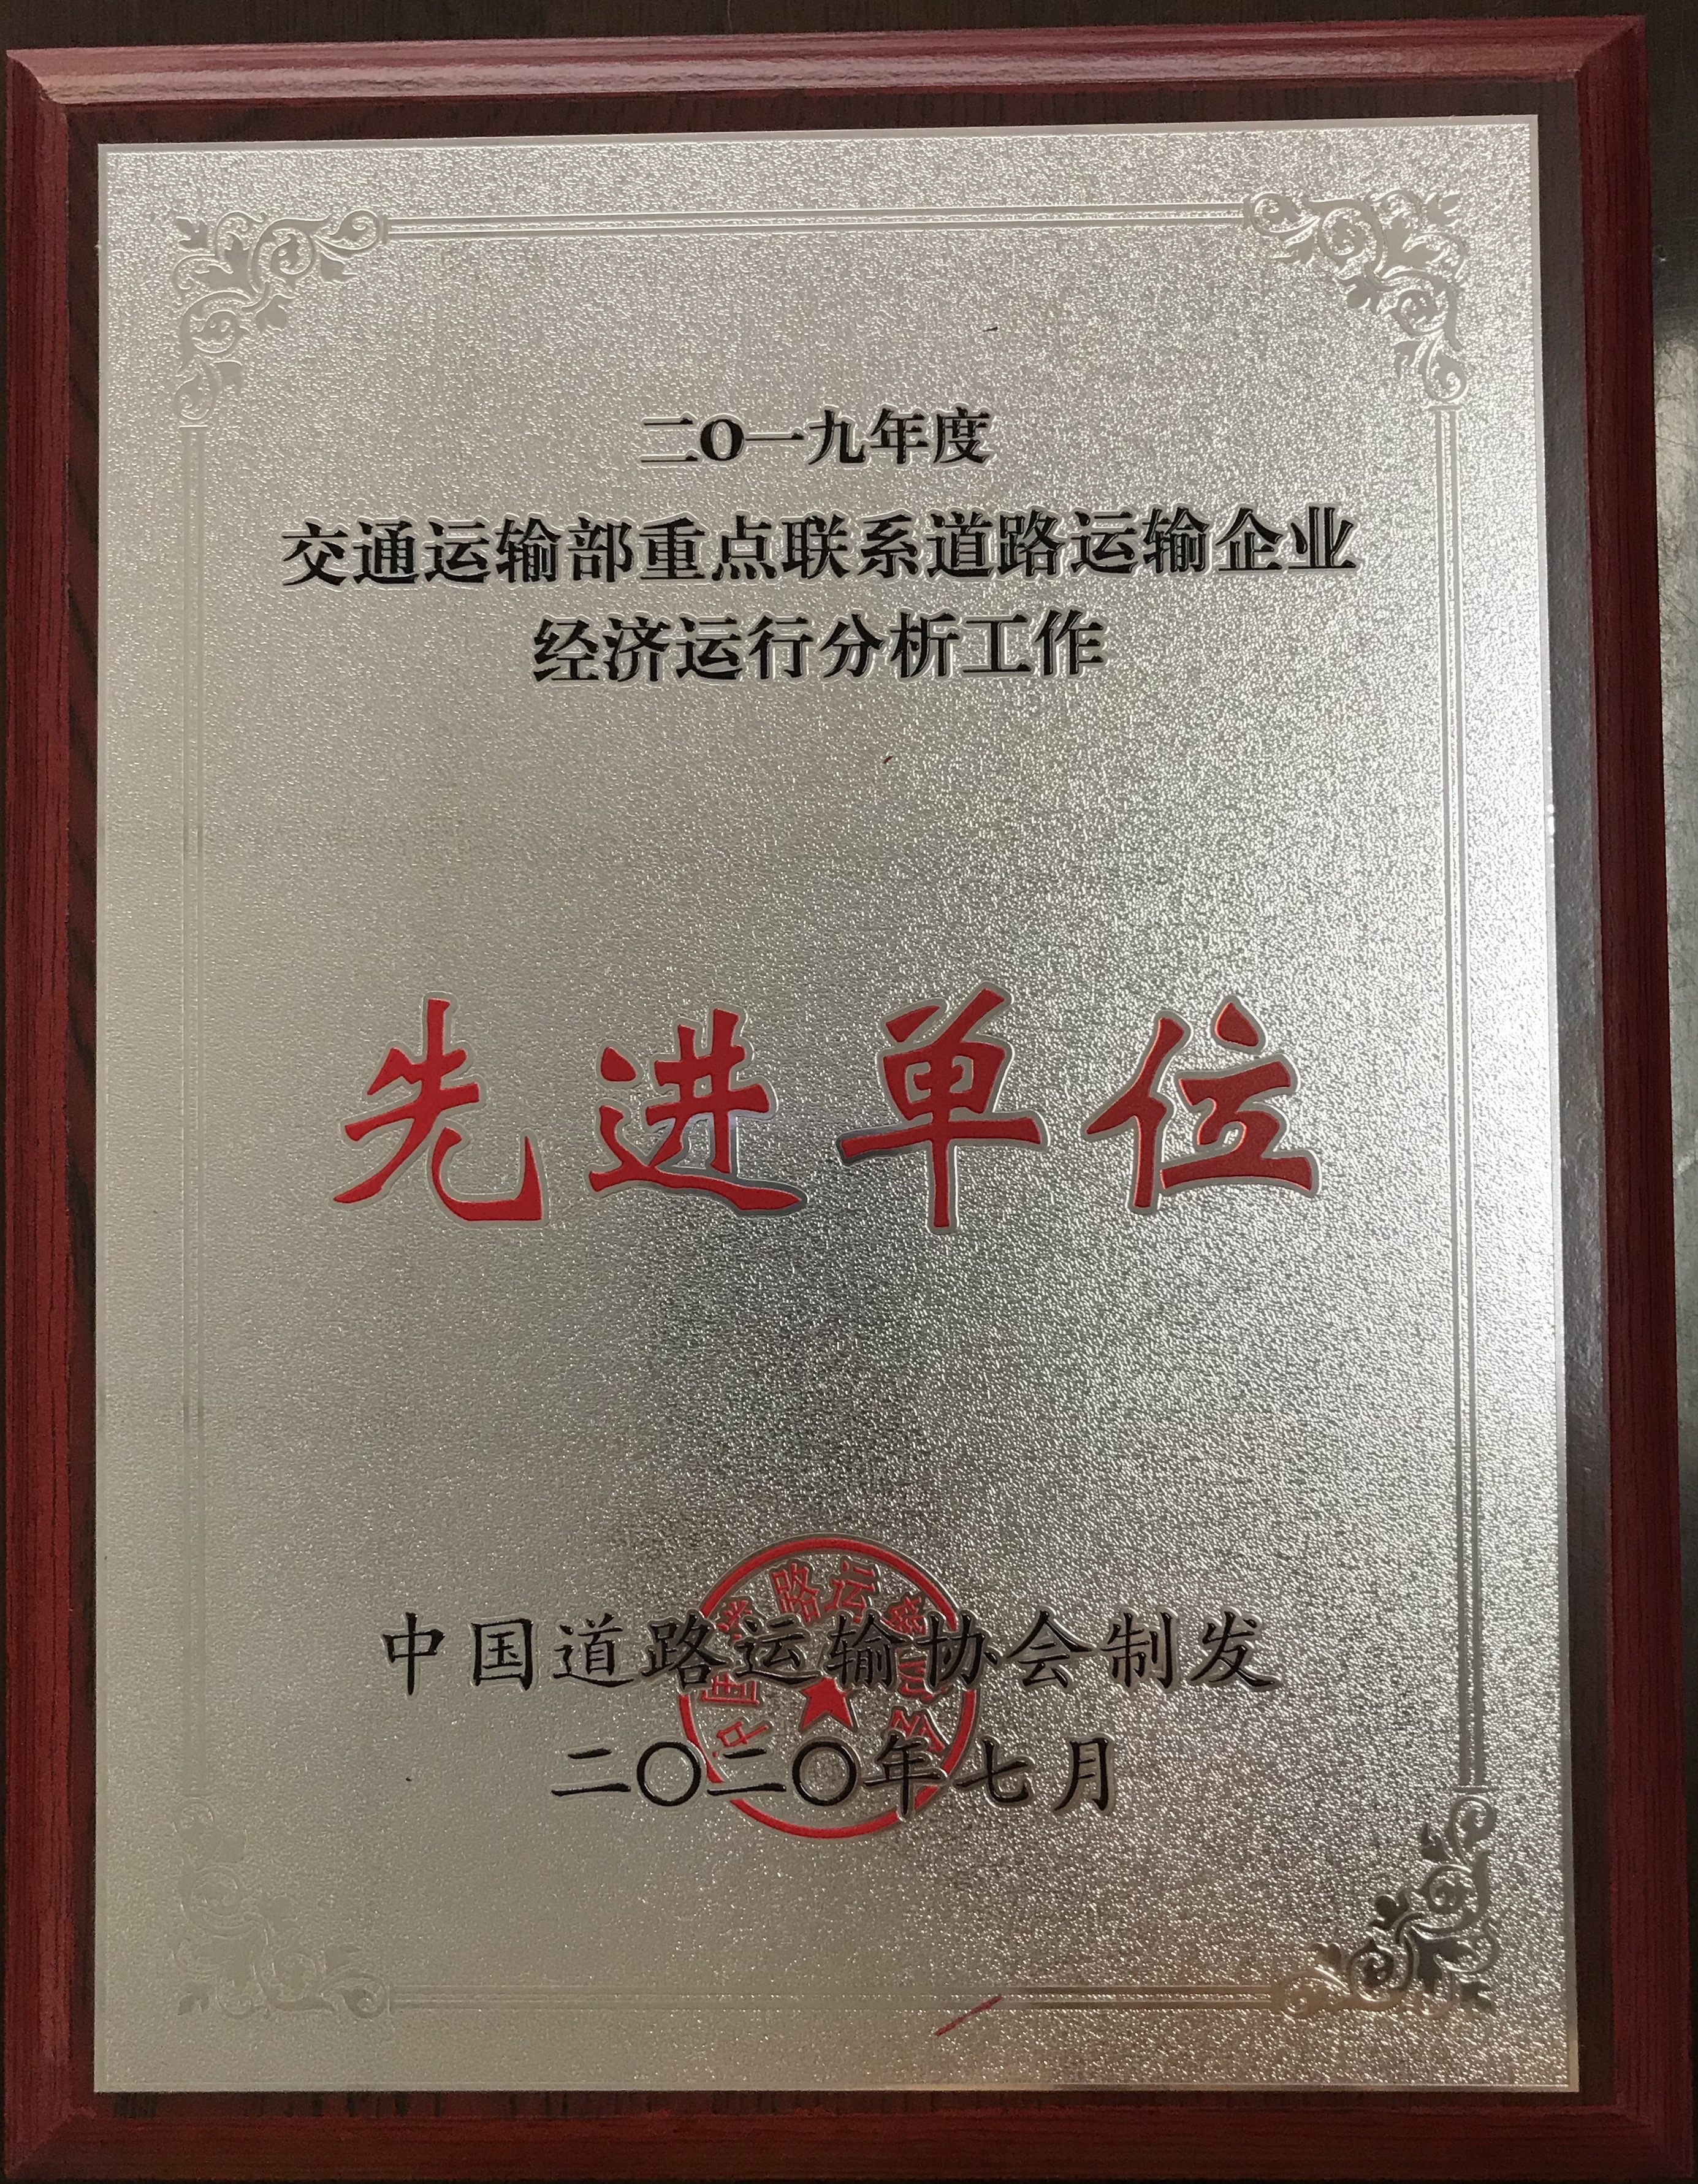 二O一九年度
交通运输部重点联系道路运输企业
经济运行分析工作
先进单位
中国道路运输协会制发
二〇二〇年七月